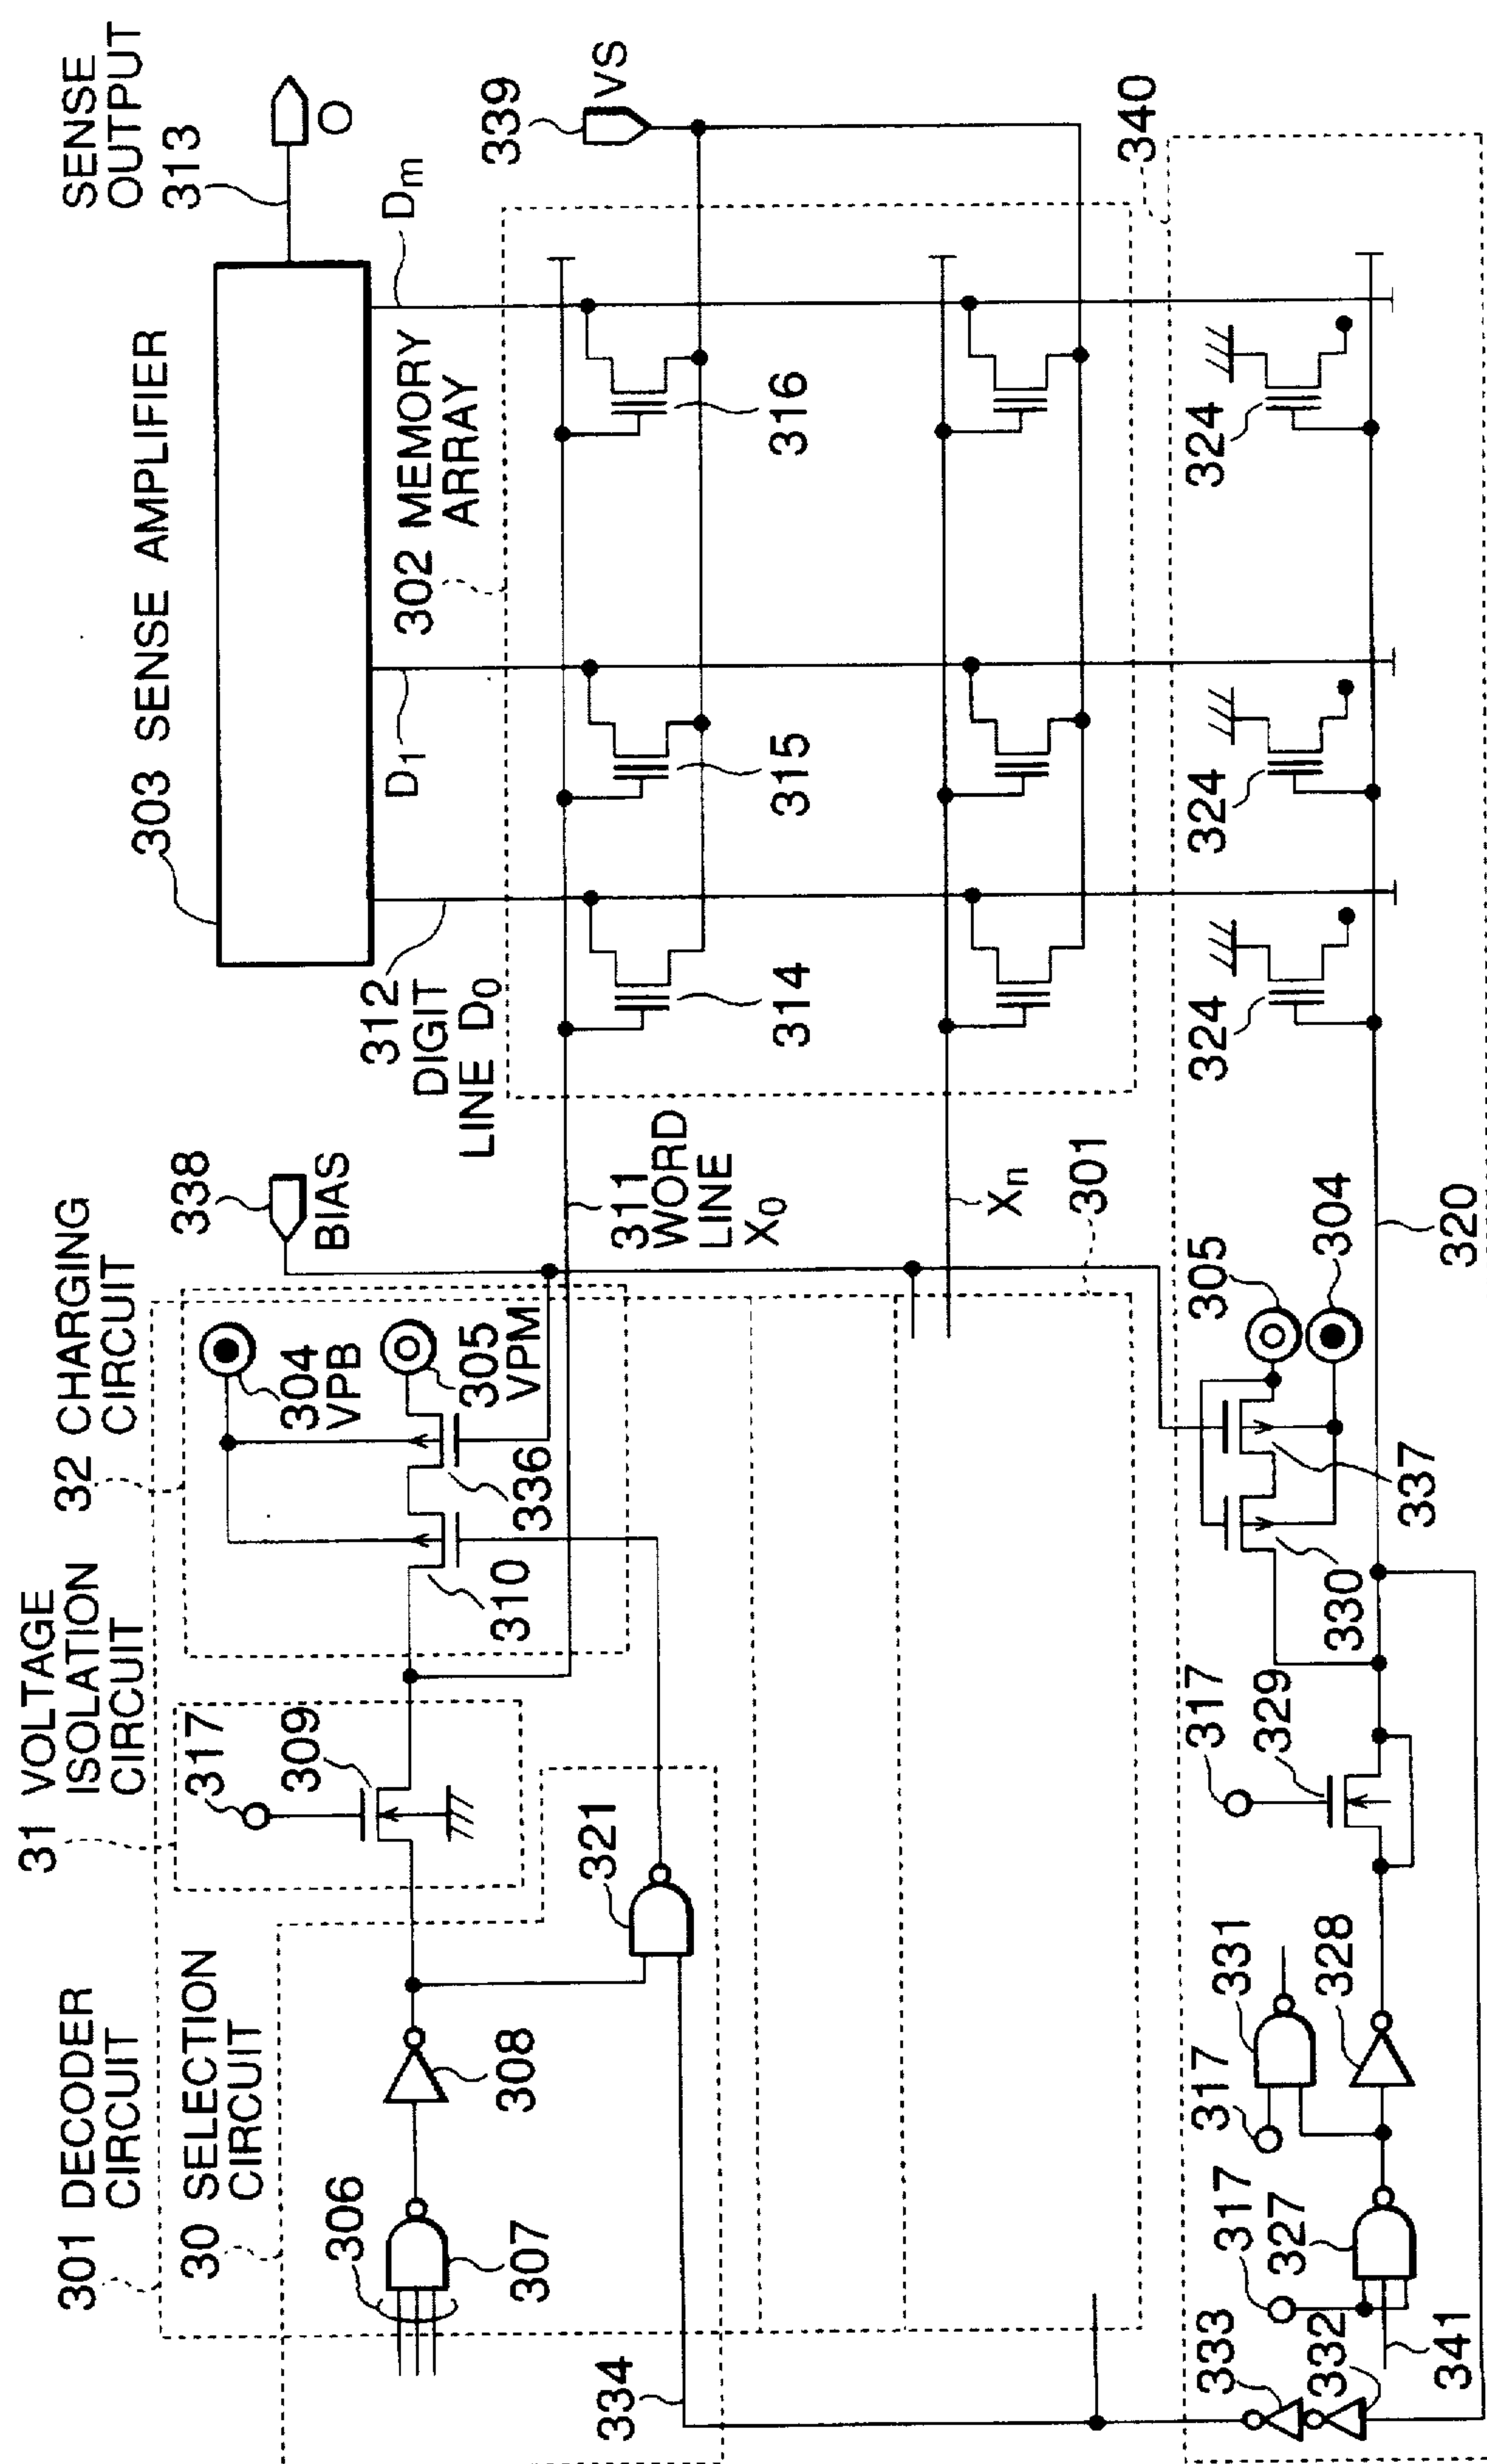 301 DECODER
CIRCUIT
30 SELECTION
CIRCUIT
31 VOLTAGE
ISOLATION
CIRCUIT
32 CHARGING
CIRCUIT
303 SENSE AMPLIFIER
SENSE
OUTPUT
313
O
338
BIAS
317
309
304
VPB
305
VPM
336
310
306
307
308
321
334
312
DIGIT
LINE D0
D1
Dm
302 MEMORY
ARRAY
339
VS
311
WORD
LINE
X0
314
315
316
Xn
301
340
324
324
324
305
304
337
330
320
317
329
331
328
317
317
327
341
333
332